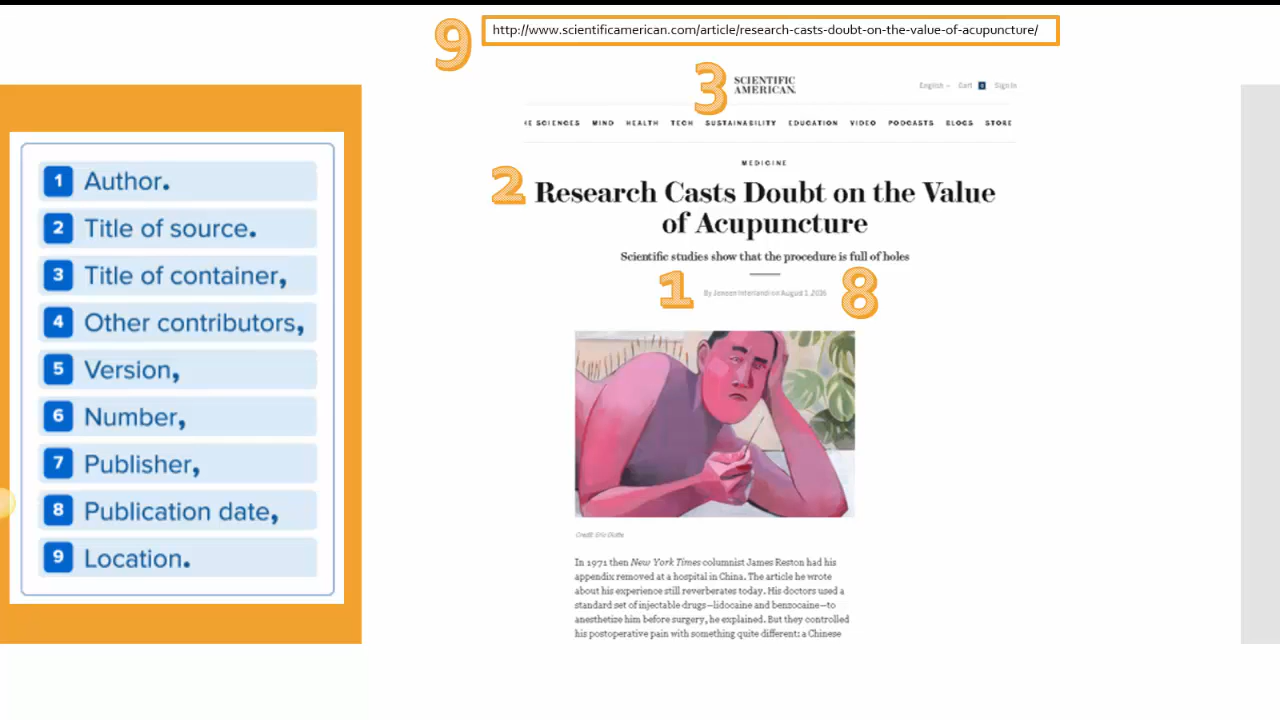 9
http://www.scientificamerican.com/article/research-casts-doubt-on-the-value-of-acupuncture/
3
SCIENTIFIC
AMERICAN.
English
Cart 0 Sign In
HE SCIENCES MIND HEALTH TECH SUSTAINABILITY EDUCATION VIDEO PODCASTS BLOGS STORE
MEDICINE
2
Research Casts Doubt on the Value
of Acupuncture
Scientific studies show that the procedure is full of holes
1
By Jeneen Interlandi on August 1, 2016
8
In 1971 then New York Times columnist James Reston had his
appendix removed at a hospital in China. The article he wrote
about his experience still reverberates today. His doctors used a
standard set of injectable drugs—lidocaine and benzocaine—to
anesthetize him before surgery, he explained. But they controlled
his postoperative pain with something quite different: a Chinese
1 Author.
2 Title of source.
3 Title of container,
4 Other contributors,
5 Version,
6 Number,
7 Publisher,
8 Publication date,
9 Location.